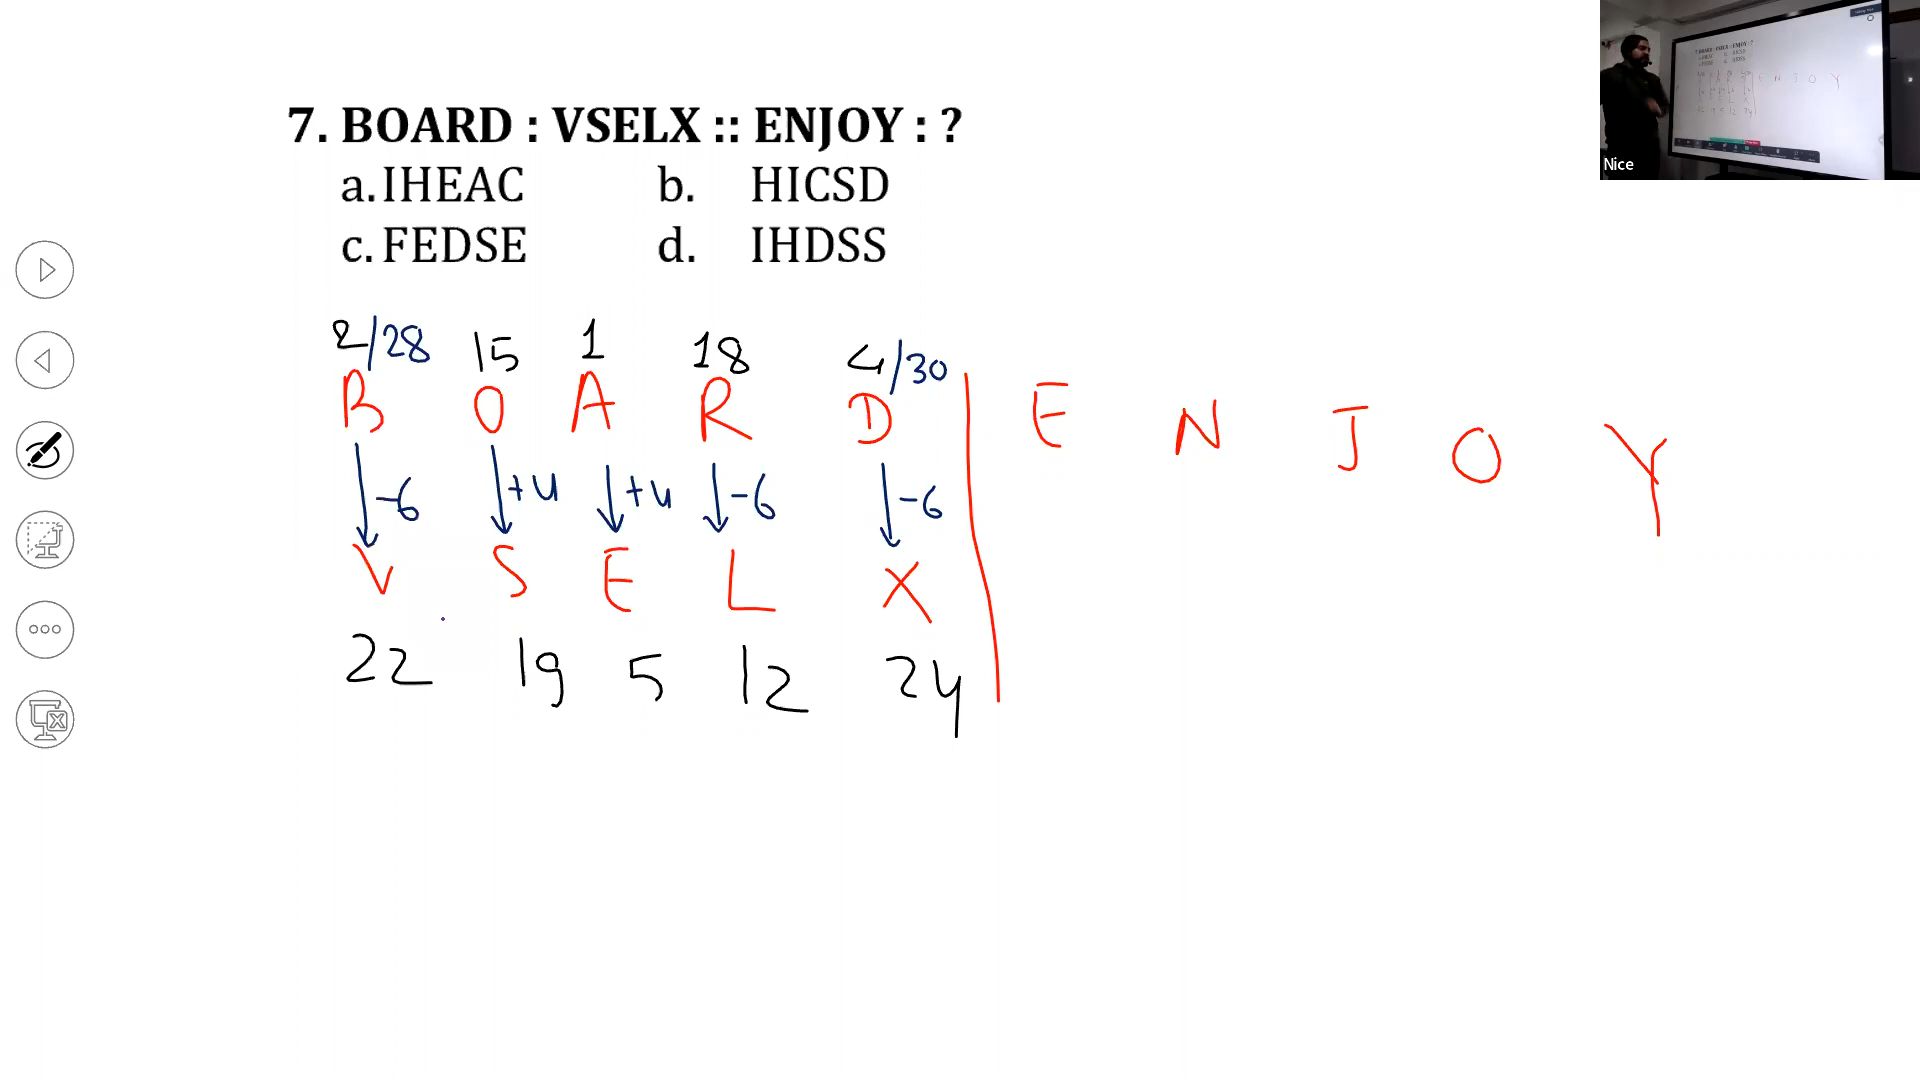 7. BOARD : VSELX :: ENJOY : ?
a. IHEAC b. HICSD
c. FEDSE d. IHDSS
2/28 15 1 18 4/30
B O A R D E N J O Y
-6 +4 +4 -6 -6
V S E L X
22 19 5 12 24
Nice